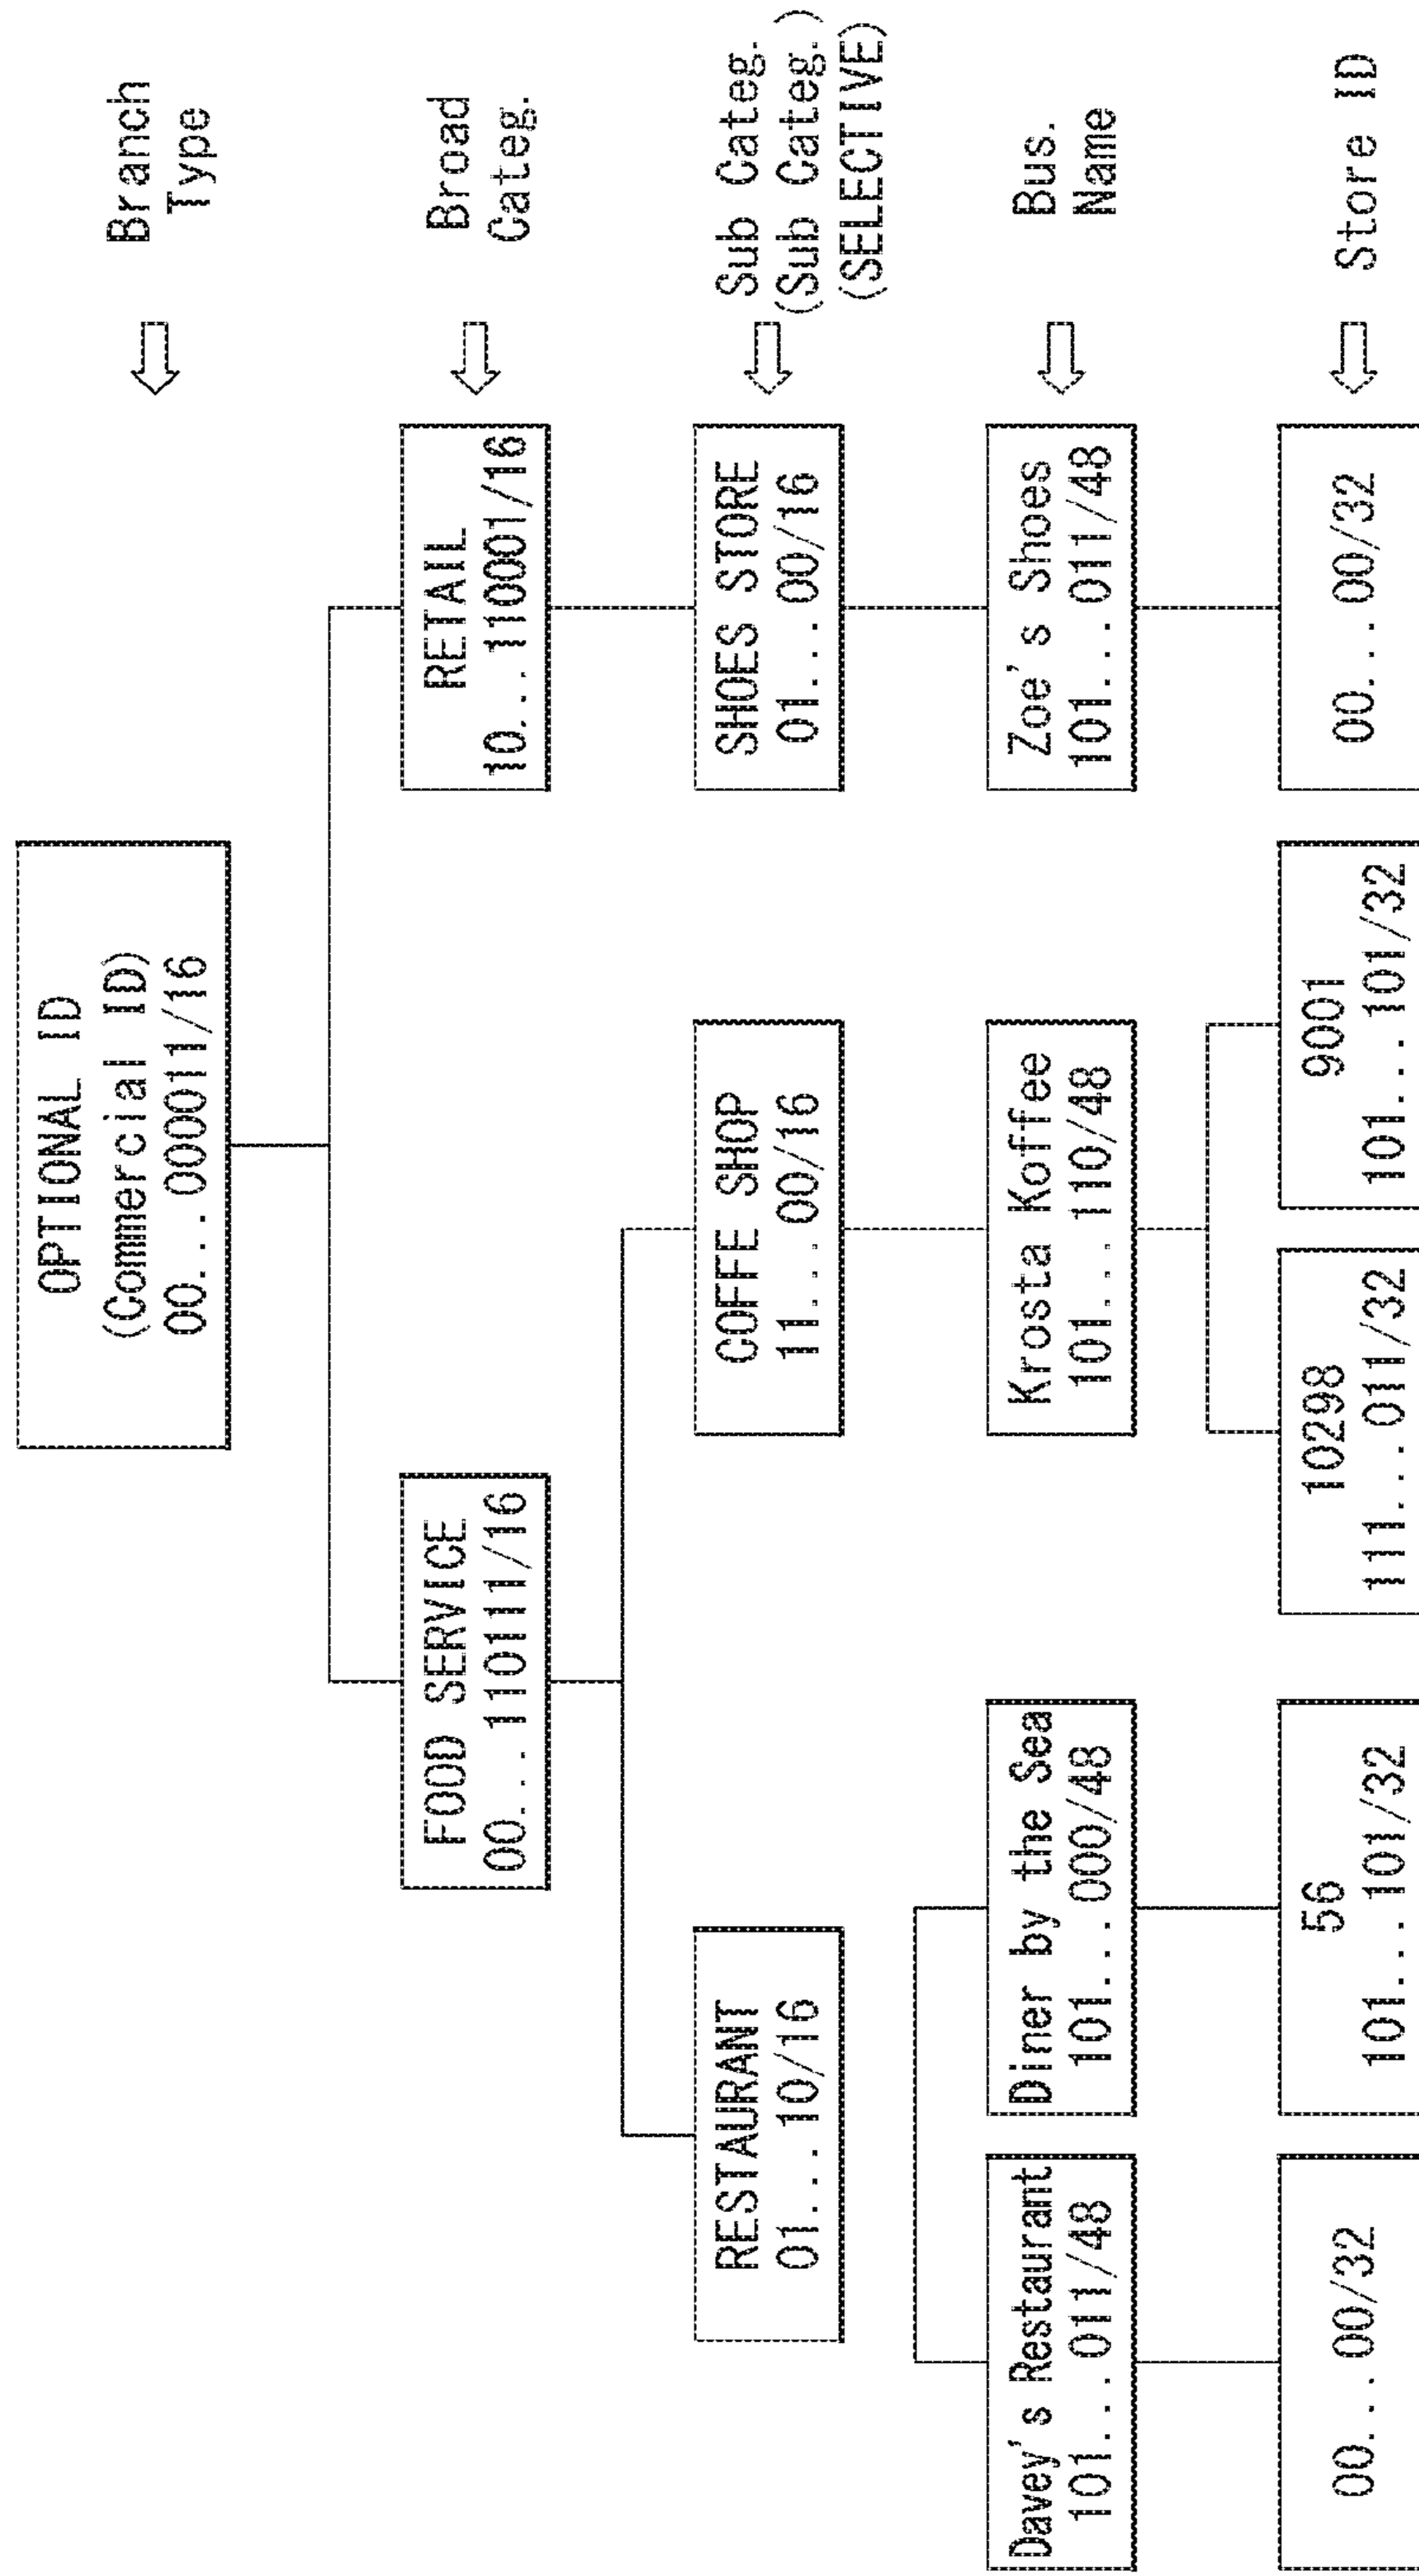 OPTIONAL ID
(Commercial ID)
00...000011/16
Branch
Type
FOOD SERVICE
00...110111/16
RETAIL
10...110001/16
Broad
Categ.
RESTAURANT
01...10/16
COFFE SHOP
11...00/16
SHOES STORE
01...00/16
Sub Categ.
(Sub Categ.)
(SELECTIVE)
Davey's Restaurant
101...011/48
Diner by the Sea
101...000/48
Krosta Koffee
101...110/48
Zoe's Shoes
101...011/48
Bus.
Name
00...00/32
56
101...101/32
10298
111...011/32
9001
101...101/32
00...00/32
Store ID